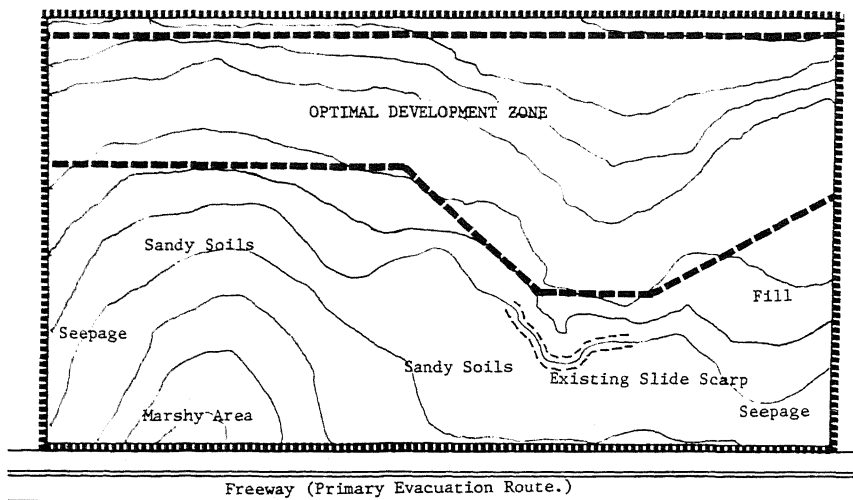 OPTIMAL DEVELOPMENT ZONE
Sandy Soils
Fill
Seepage
Sandy Soils
Existing Slide Scarp
Marshy Area
Seepage
Freeway (Primary Evacuation Route.)